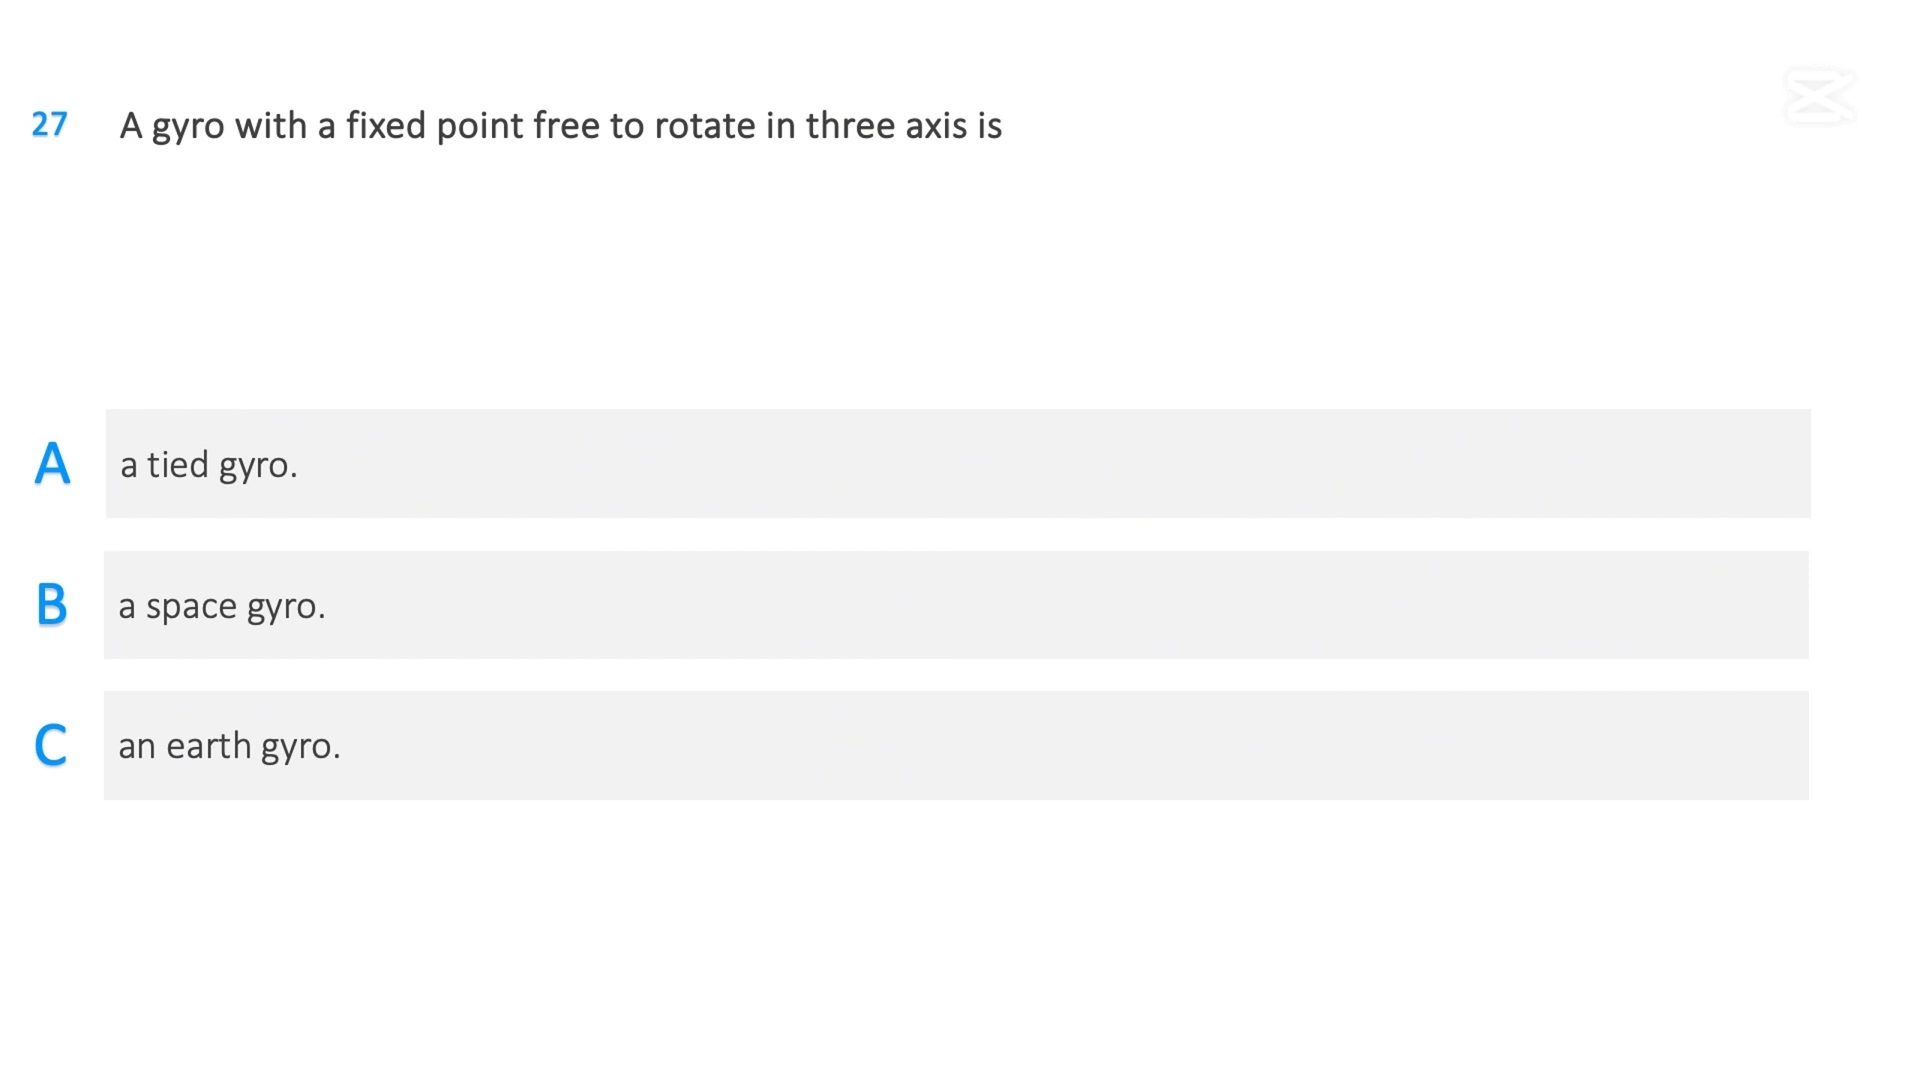 27 A gyro with a fixed point free to rotate in three axis is
A a tied gyro.
B a space gyro.
C an earth gyro.